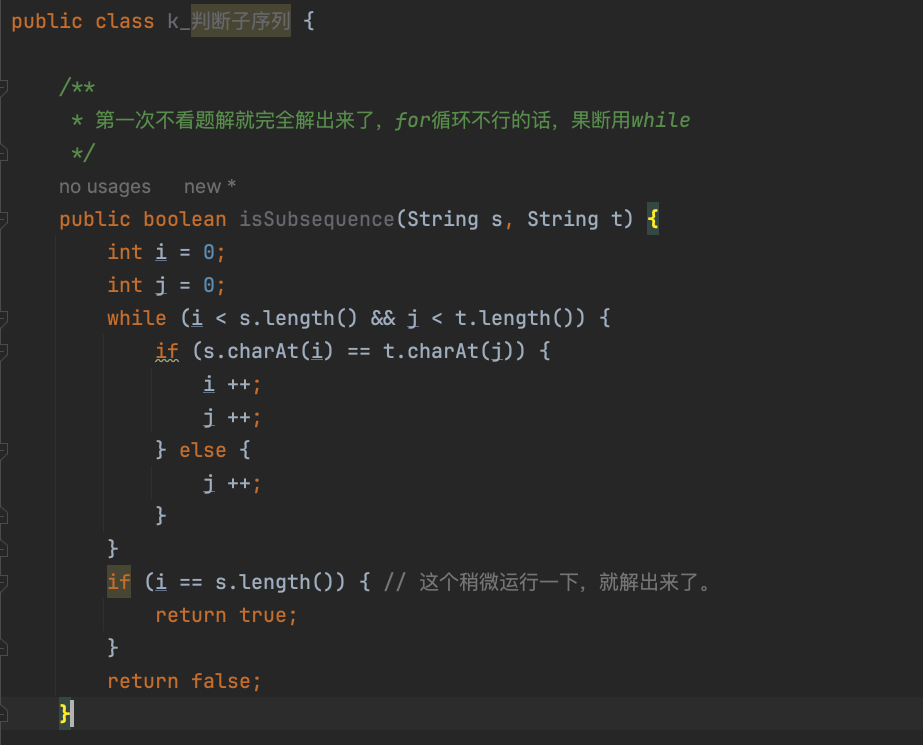 public class k_判断子序列 {
/**
* 第一次不看题解就完全解出来了，for循环不行的话，果断用while
*/
no usages new *
public boolean isSubsequence(String s, String t) {
int i = 0;
int j = 0;
while (i < s.length() && j < t.length()) {
if (s.charAt(i) == t.charAt(j)) {
i ++;
j ++;
} else {
j ++;
}
}
if (i == s.length()) { // 这个稍微运行一下，就解出来了。
return true;
}
return false;
}